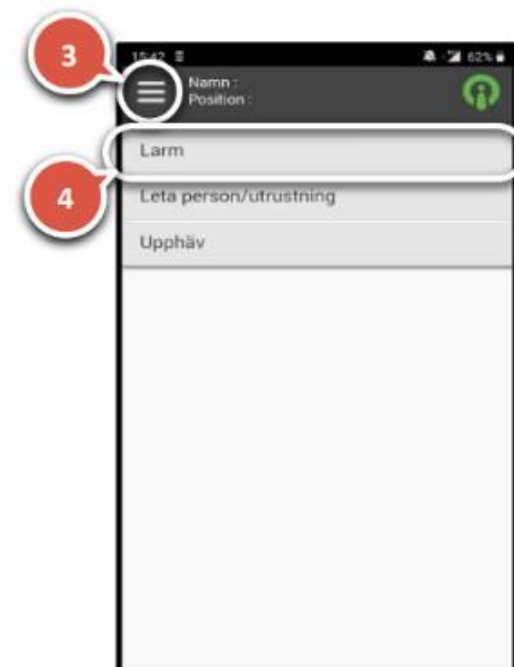 3
15:42 62%
Namn :
Position :
Larm
4
Leta person/utrustning
Upphäv